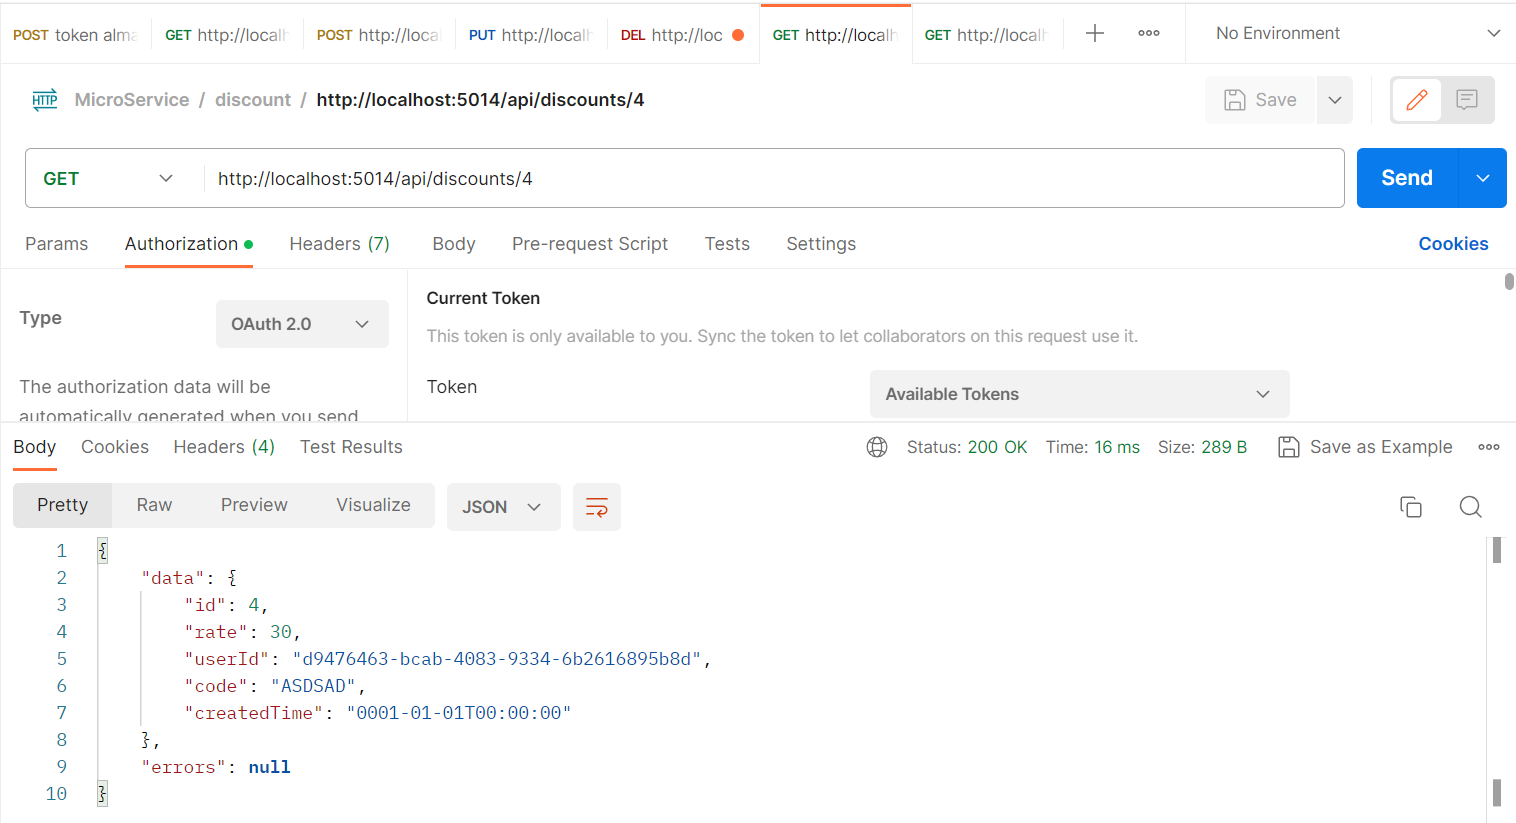 POST token alma GET http://localh POST http://local PUT http://localh DEL http://loc GET http://localh GET http://localh No Environment
HTTP MicroService / discount / http://localhost:5014/api/discounts/4 Save
GET http://localhost:5014/api/discounts/4 Send
Params Authorization Headers (7) Body Pre-request Script Tests Settings Cookies
Type OAuth 2.0
The authorization data will be
automatically generated when you send
Current Token
This token is only available to you. Sync the token to let collaborators on this request use it.
Token Available Tokens
Body Cookies Headers (4) Test Results Status: 200 OK Time: 16 ms Size: 289 B Save as Example
Pretty Raw Preview Visualize JSON
1 {
2 "data": {
3 "id": 4,
4 "rate": 30,
5 "userId": "d9476463-bcab-4083-9334-6b2616895b8d",
6 "code": "ASDSAD",
7 "createdTime": "0001-01-01T00:00:00"
8 },
9 "errors": null
10 }